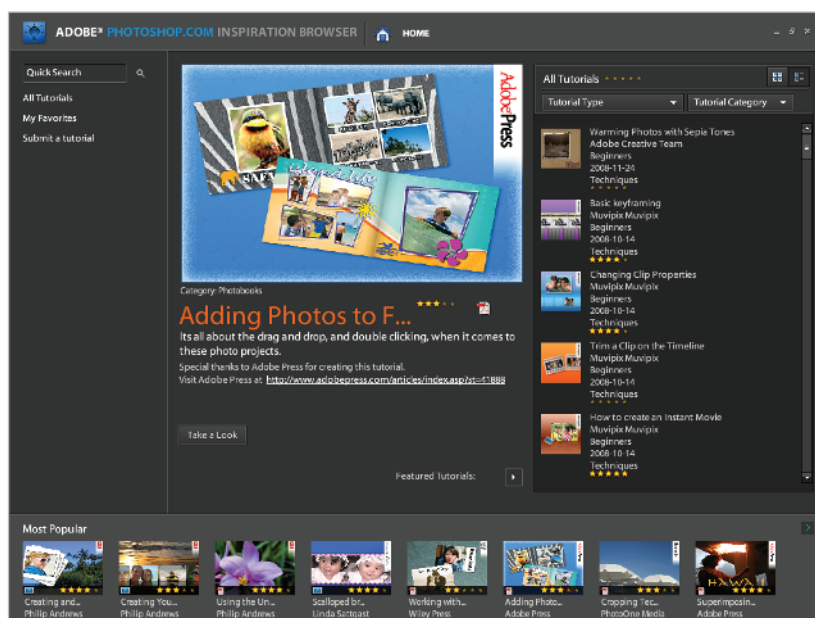 ADOBE® PHOTOSHOP.COM INSPIRATION BROWSER
HOME
Quick Search
All Tutorials
My Favorites
Submit a tutorial
AdobePress
SAFARI
island life
Category: Photobooks
Adding Photos to F...
Its all about the drag and drop, and double clicking, when it comes to
these photo projects.
Special thanks to Adobe Press for creating this tutorial.
Visit Adobe Press at http://www.adobepress.com/articles/index.asp?st=41888
Take a Look
Featured Tutorials:
All Tutorials
Tutorial Type
Tutorial Category
Warming Photos with Sepia Tones
Adobe Creative Team
Beginners
2008-11-24
Techniques
Basic keyframing
Muvipix Muvipix
Beginners
2008-10-14
Techniques
Changing Clip Properties
Muvipix Muvipix
Beginners
2008-10-14
Techniques
Trim a Clip on the Timeline
Muvipix Muvipix
Beginners
2008-10-14
Techniques
How to create an Instant Movie
Muvipix Muvipix
Beginners
2008-10-14
Techniques
Most Popular
Creating and...
Philip Andrews
Creating You...
Philip Andrews
Using the Un...
Philip Andrews
Scalloped br...
Linda Sattgast
Working with...
Wiley Press
Adding Photo...
Adobe Press
Cropping Tec...
PhotoOne Media
HAWAI
Superimposin...
Adobe Press